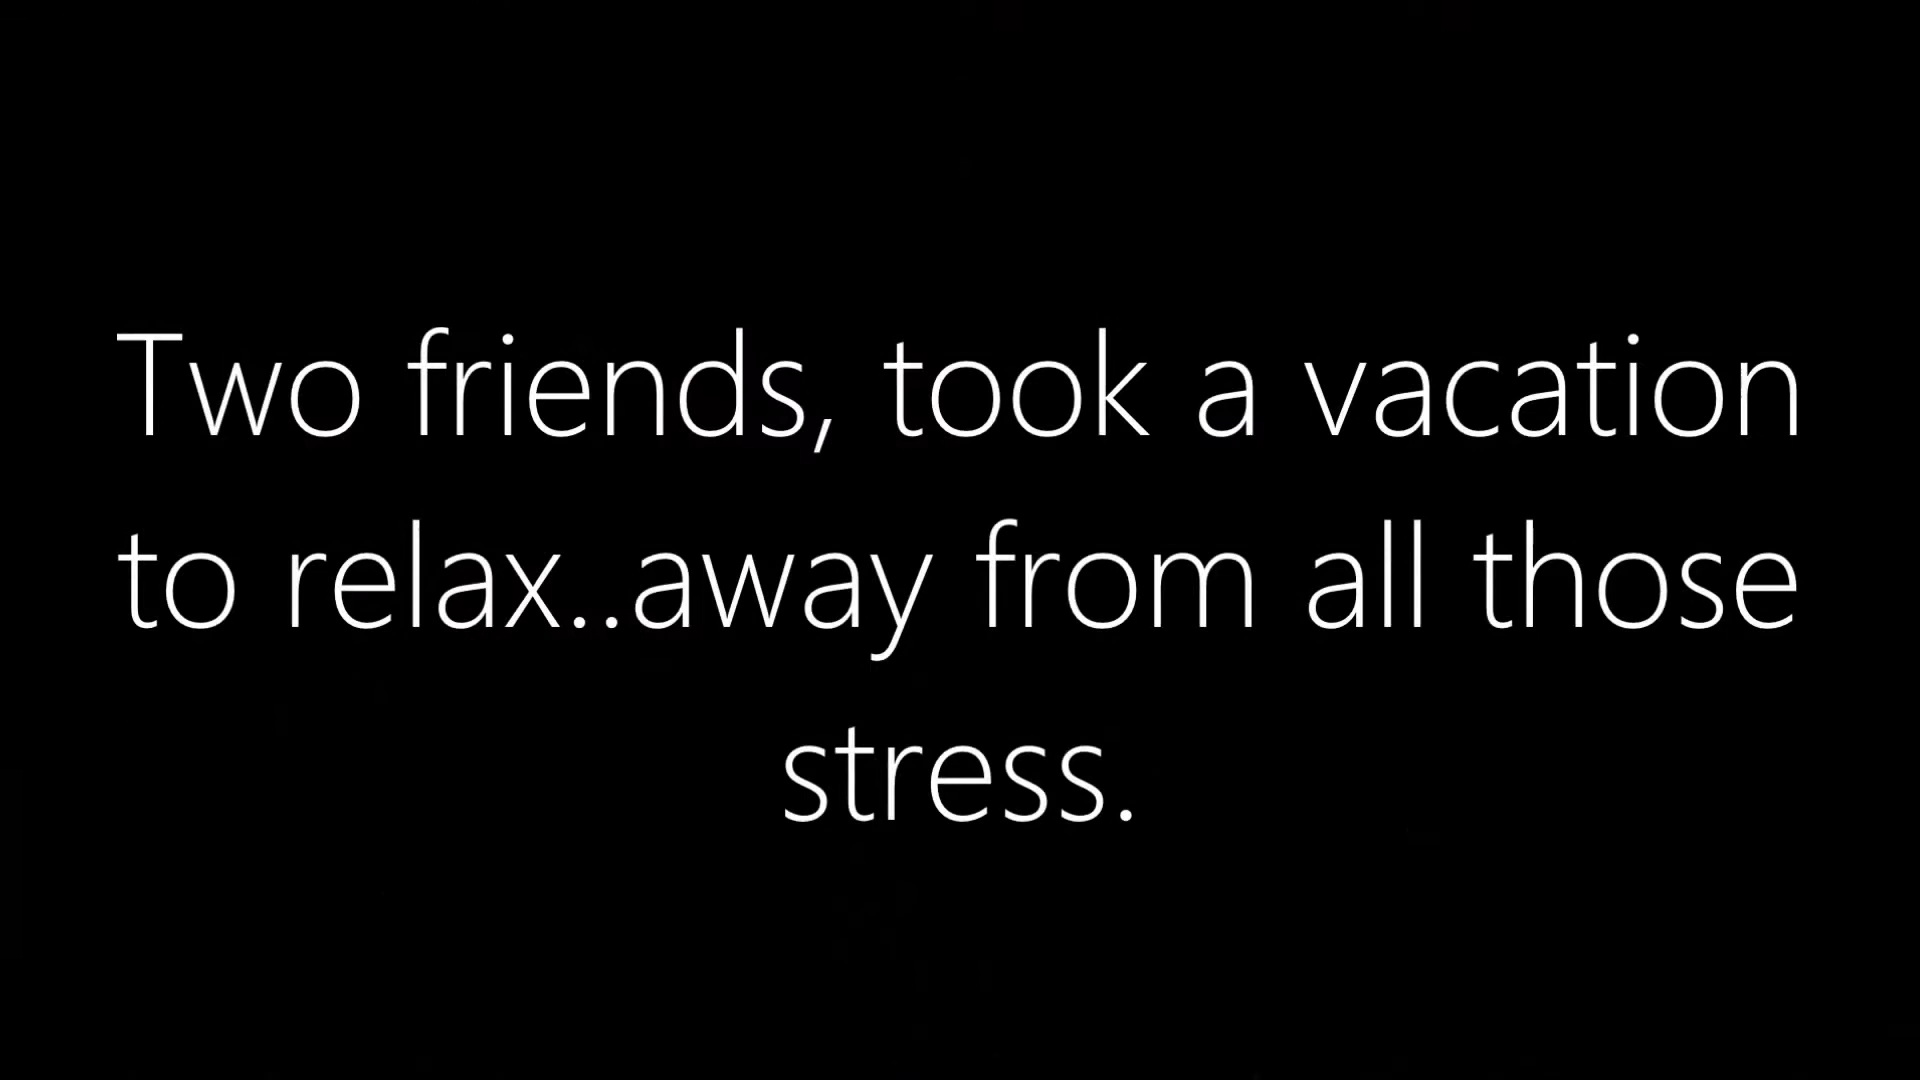 Two friends, took a vacation
to relax..away from all those
stress.